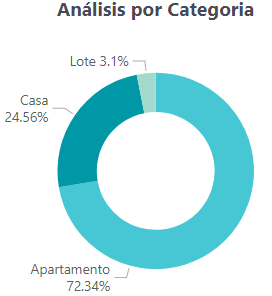 Análisis por Categoria
Lote 3.1%
Casa
24.56%
Apartamento
72.34%